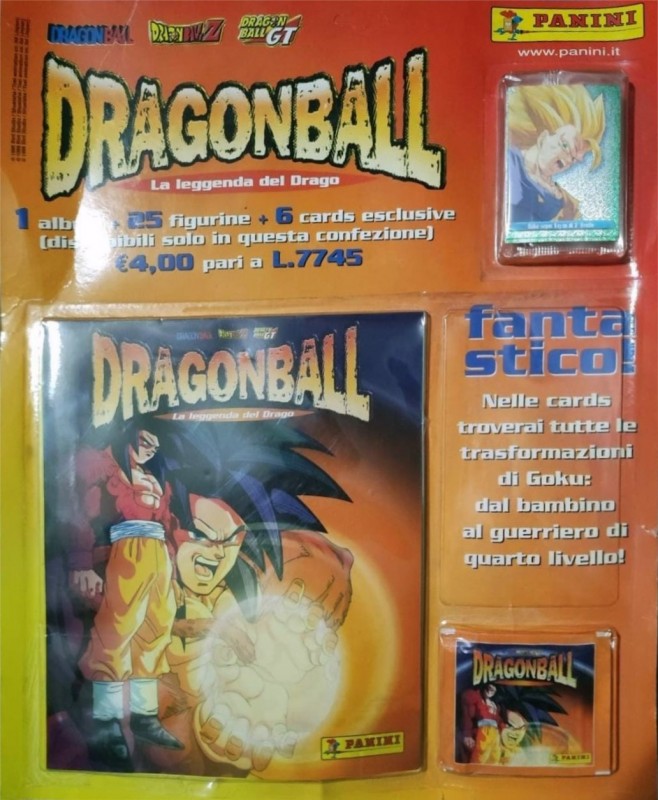 DRAGONBALL
DRAGONBALL Z
DRAGON
BALL GT
PANINI
www.panini.it
DRAGONBALL
La leggenda del Drago
1 album + 25 figurine + 6 cards esclusive
(disponibili solo in questa confezione)
€4,00 pari a L.7745
DRAGONBALL
La leggenda del Drago
PANINI
fanta
stico!
Nelle cards
troverai tutte le
trasformazioni
di Goku:
dal bambino
al guerriero di
quarto livello!
DRAGONBALL
PANINI